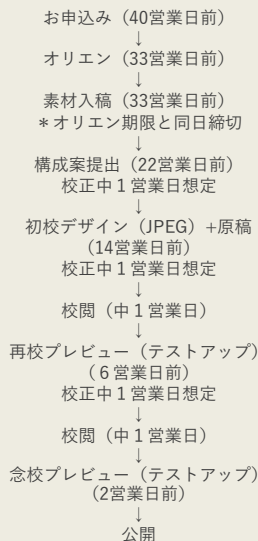 お申込み（40営業日前）
↓
オリエン（33営業日前）
↓
素材入稿（33営業日前）
＊オリエン期限と同日締切
↓
構成案提出（22営業日前）
校正中１営業日想定
↓
初校デザイン（JPEG）+原稿
（14営業日前）
校正中１営業日想定
↓
校閲（中１営業日）
↓
再校プレビュー（テストアップ）
（６営業日前）
校正中１営業日想定
↓
校閲（中１営業日）
↓
念校プレビュー（テストアップ）
（2営業日前）
↓
公開